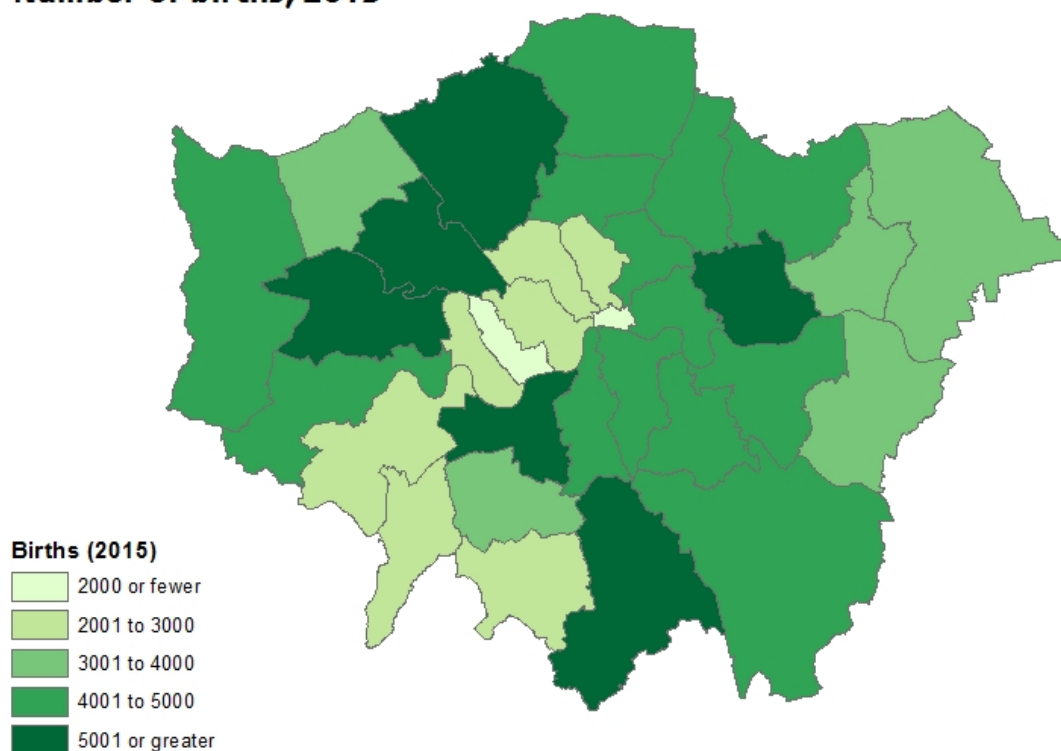 Number of births, 2015
Births (2015)
2000 or fewer
2001 to 3000
3001 to 4000
4001 to 5000
5001 or greater